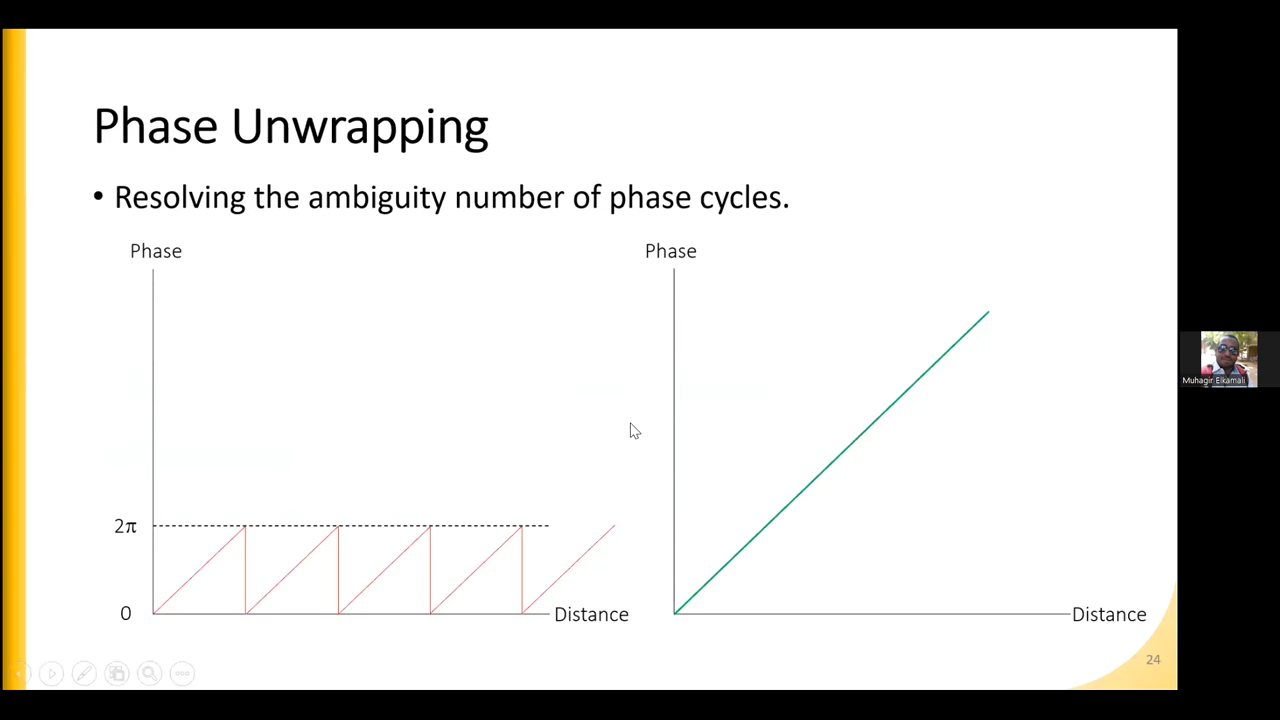 Phase Unwrapping
• Resolving the ambiguity number of phase cycles.
Phase
Phase
2π
0
Distance
Distance
24
Muhagir Elkamali